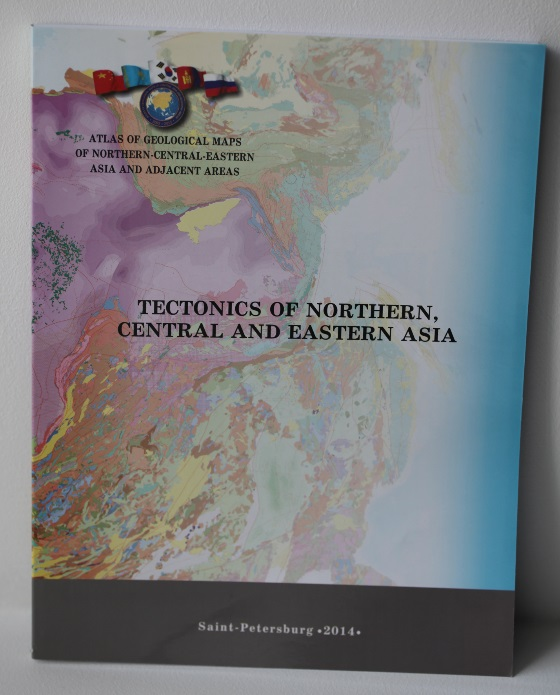 ATLAS OF GEOLOGICAL MAPS
OF NORTHERN-CENTRAL-EASTERN
ASIA AND ADJACENT AREAS
TECTONICS OF NORTHERN,
CENTRAL AND EASTERN ASIA
Saint-Petersburg •2014•